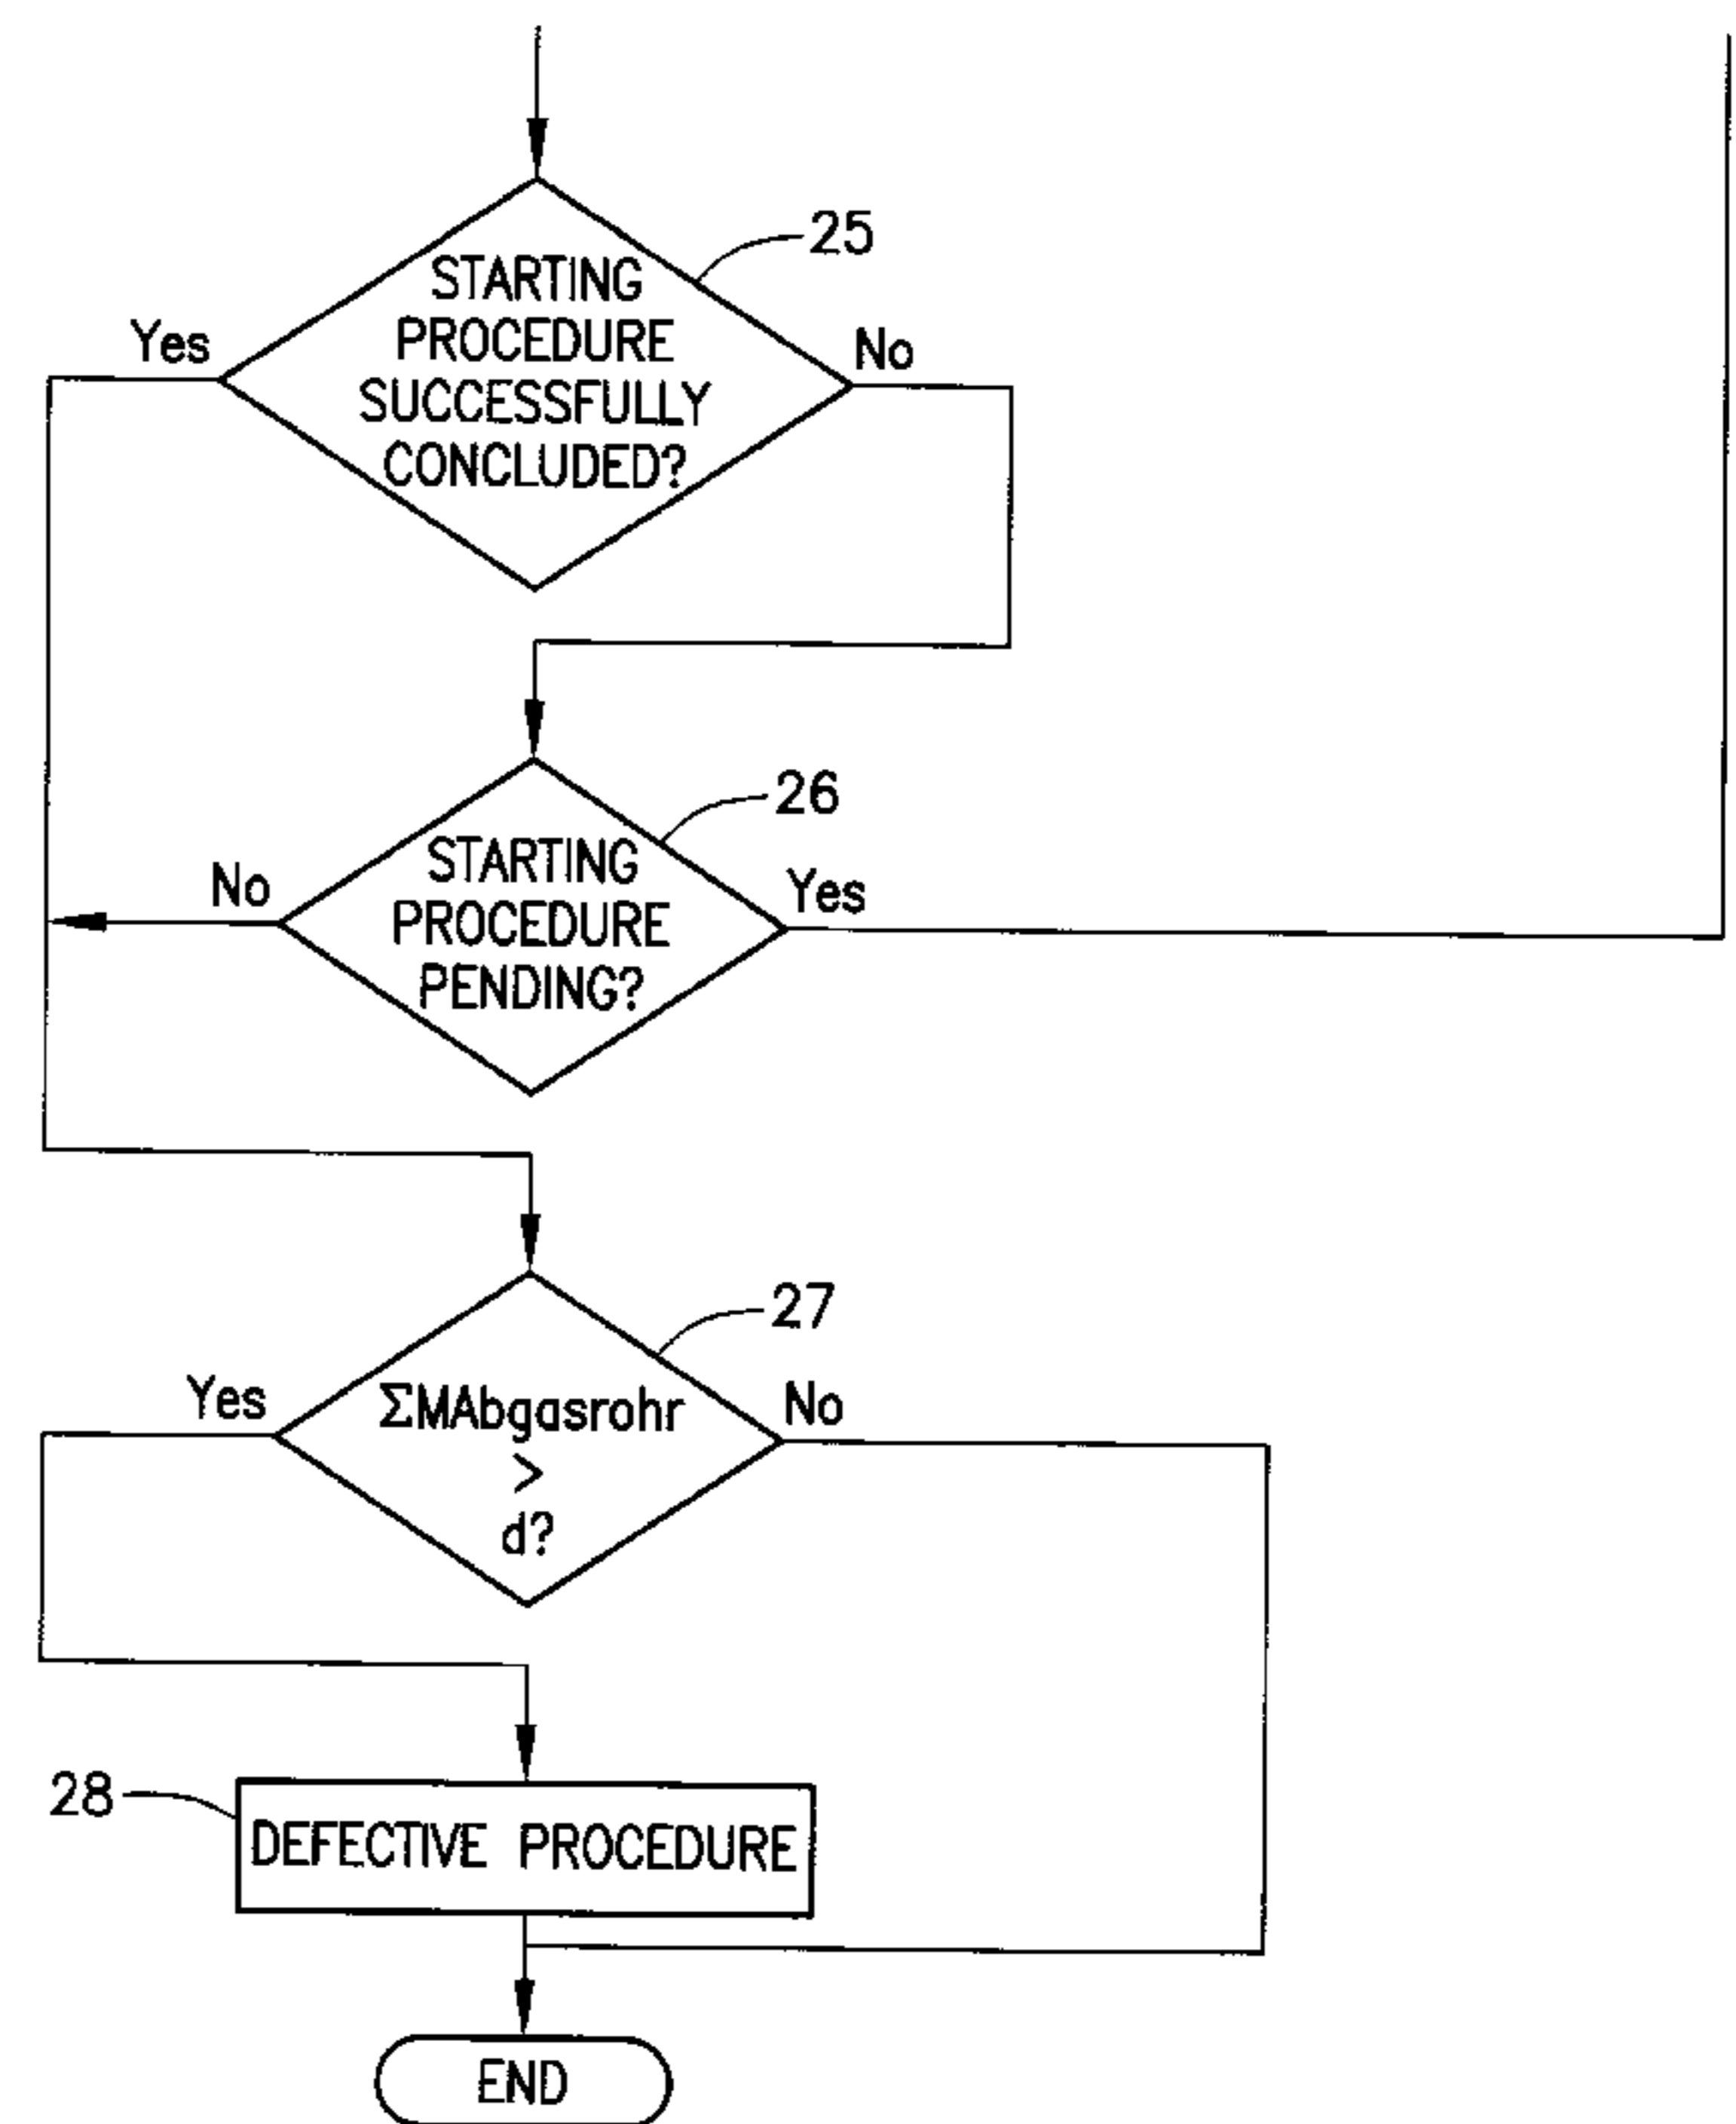 25
STARTING
PROCEDURE
SUCCESSFULLY
CONCLUDED?
Yes
No
26
STARTING
PROCEDURE
PENDING?
No
Yes
27
ΣMAbgasrohr
>
d?
Yes
No
28
DEFECTIVE PROCEDURE
END